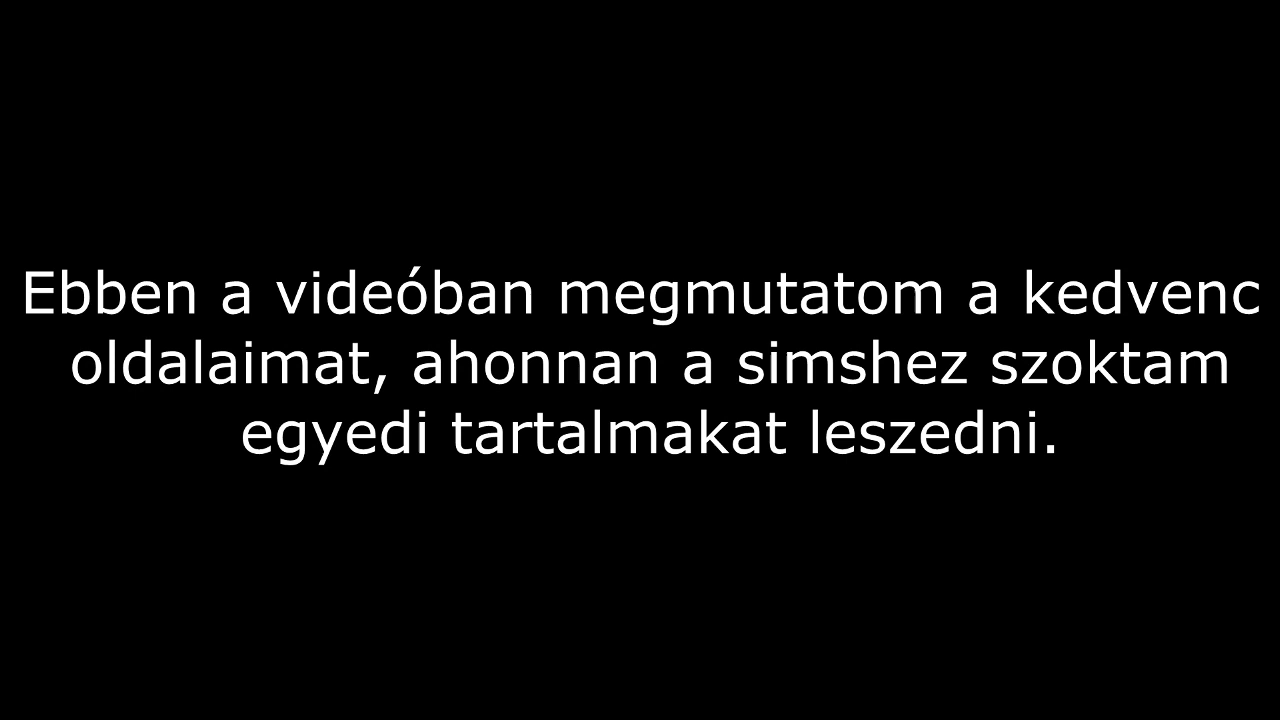 Ebben a videóban megmutatom a kedvenc
oldalaimat, ahonnan a simshez szoktam
egyedi tartalmakat leszedni.